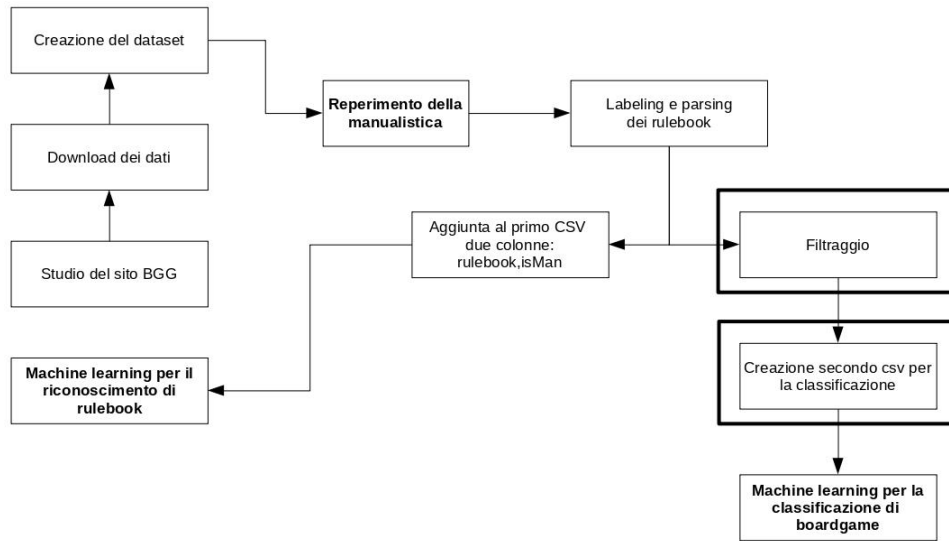 Creazione del dataset
Reperimento della
manualistica
Labeling e parsing
dei rulebook
Download dei dati
Studio del sito BGG
Aggiunta al primo CSV
due colonne:
rulebook,isMan
Filtraggio
Machine learning per il
riconoscimento di
rulebook
Creazione secondo csv per
la classificazione
Machine learning per la
classificazione di
boardgame